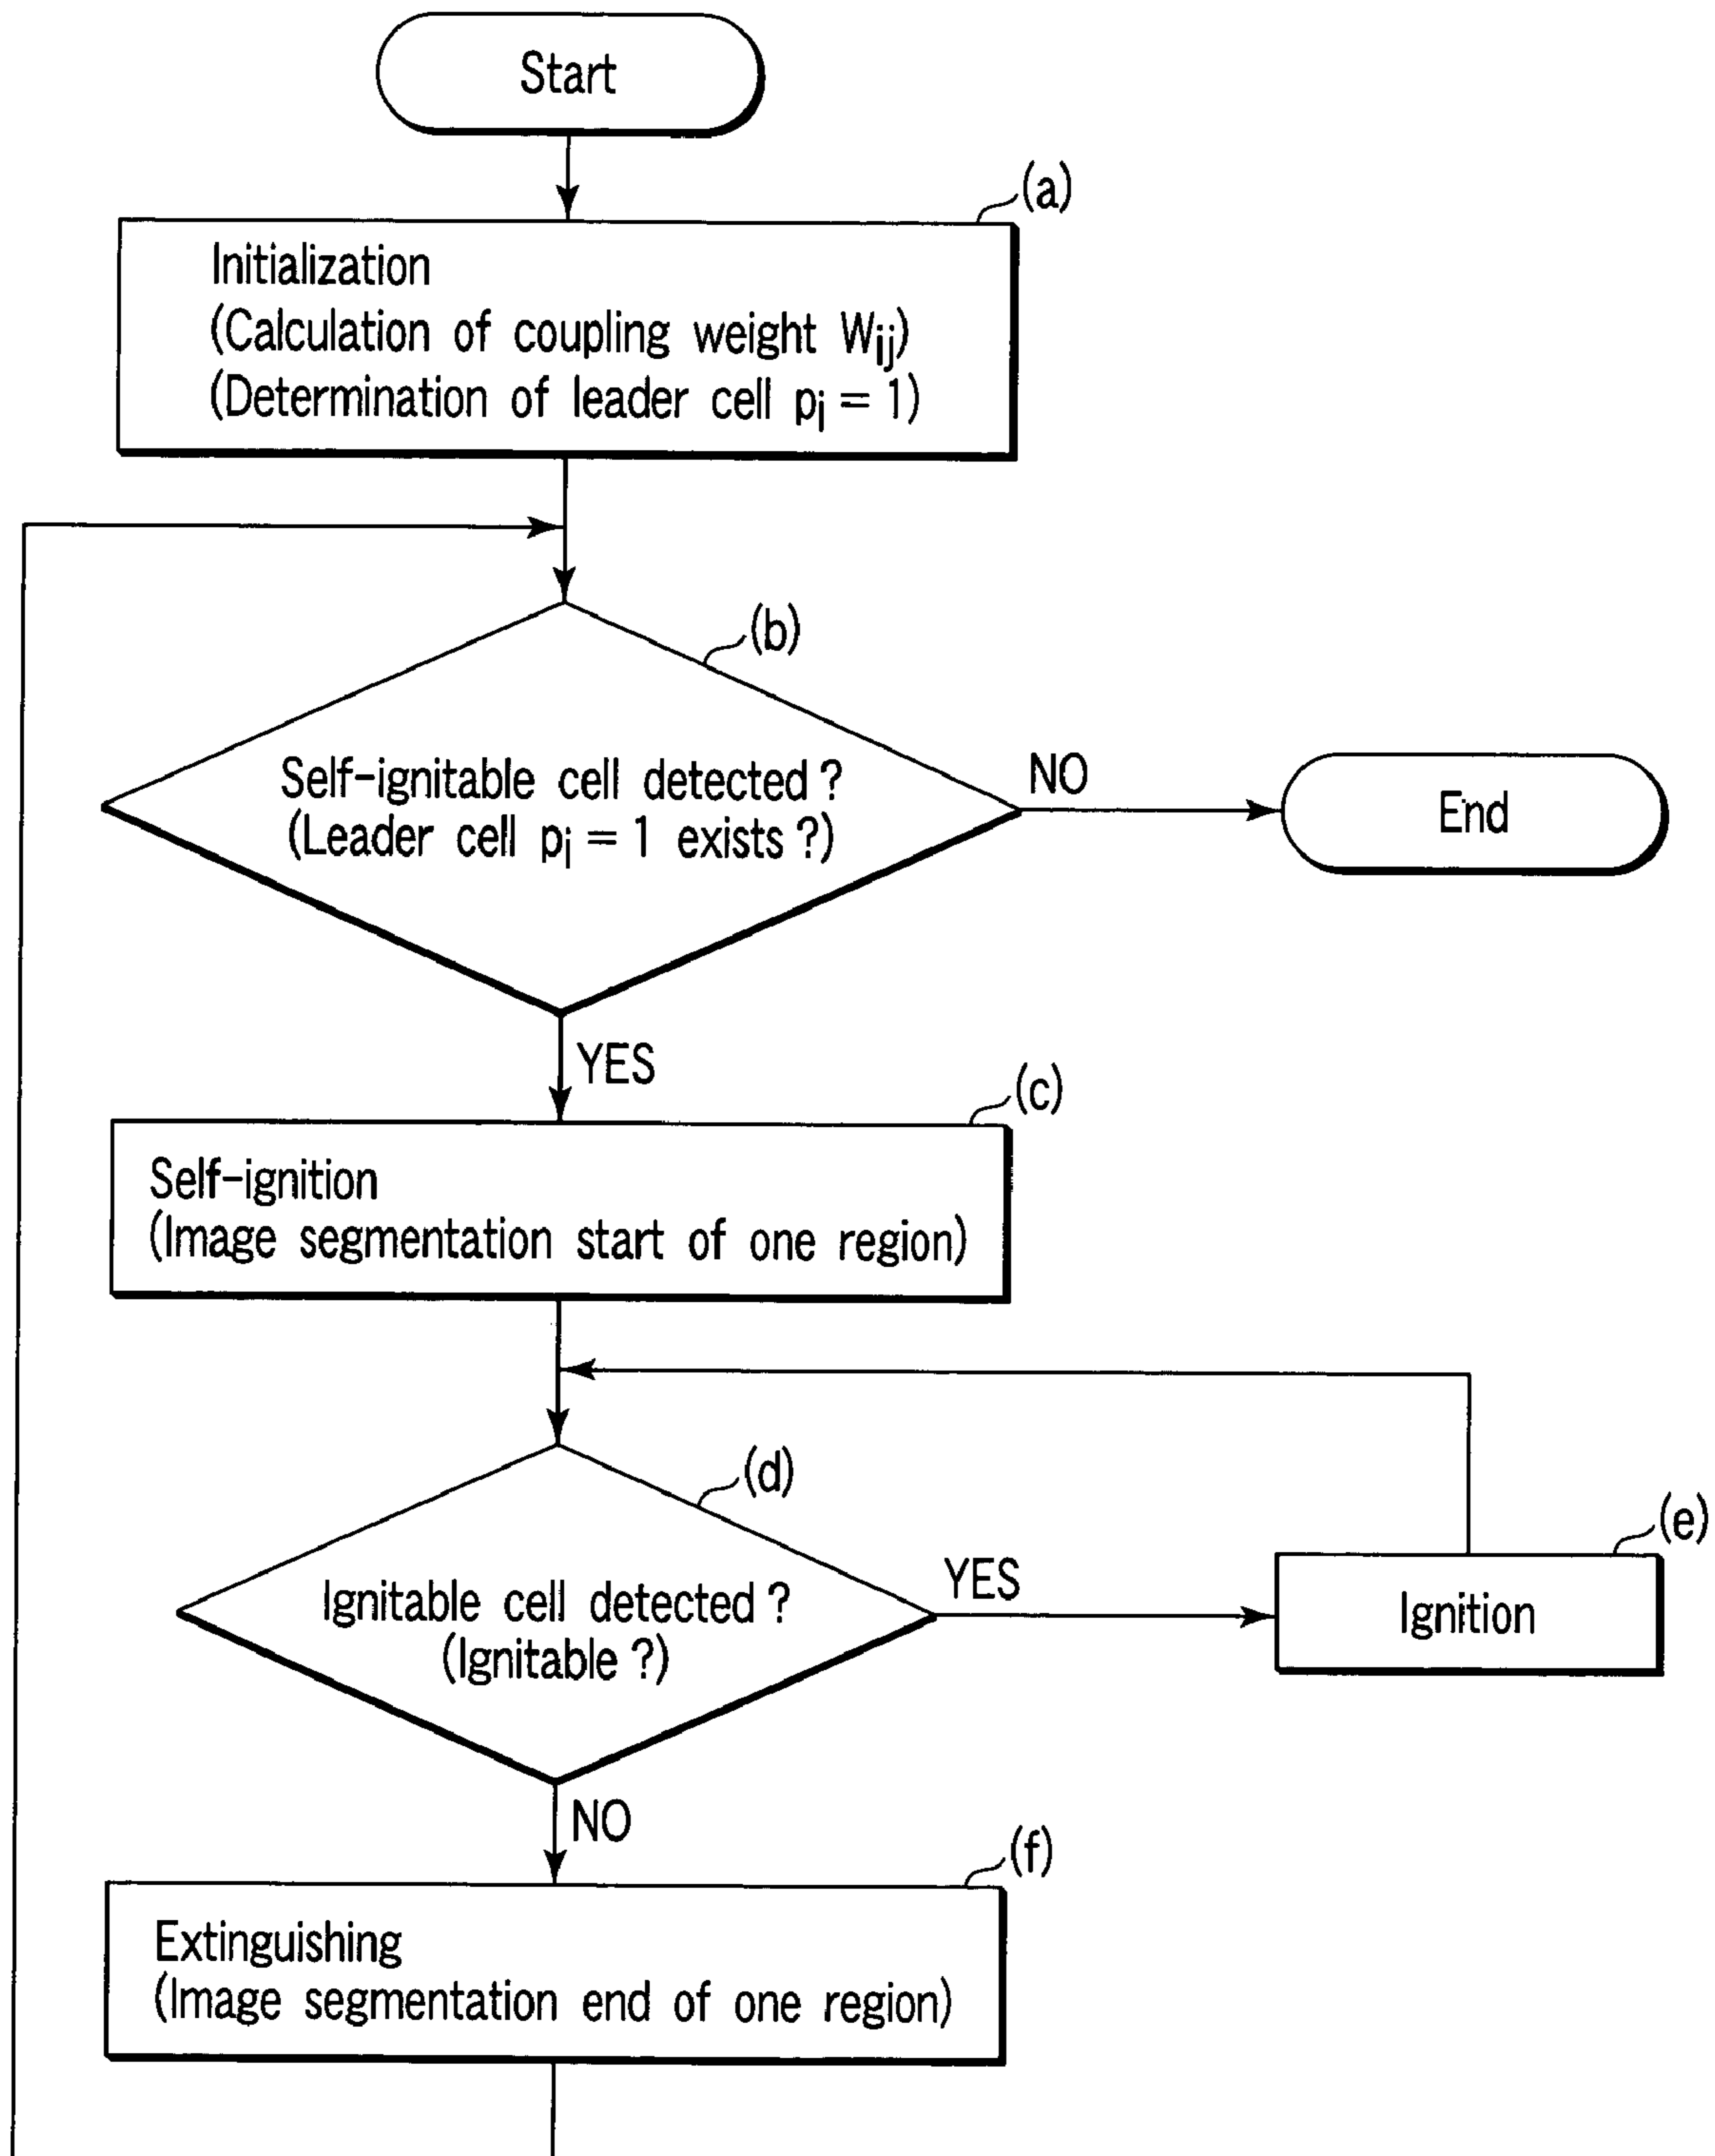 Start
(a)
Initialization
(Calculation of coupling weight Wij)
(Determination of leader cell pi = 1)
(b)
Self-ignitable cell detected ?
(Leader cell pi = 1 exists ?)
NO
End
YES
(c)
Self-ignition
(Image segmentation start of one region)
(d)
Ignitable cell detected ?
(Ignitable ?)
YES
(e)
Ignition
NO
(f)
Extinguishing
(Image segmentation end of one region)